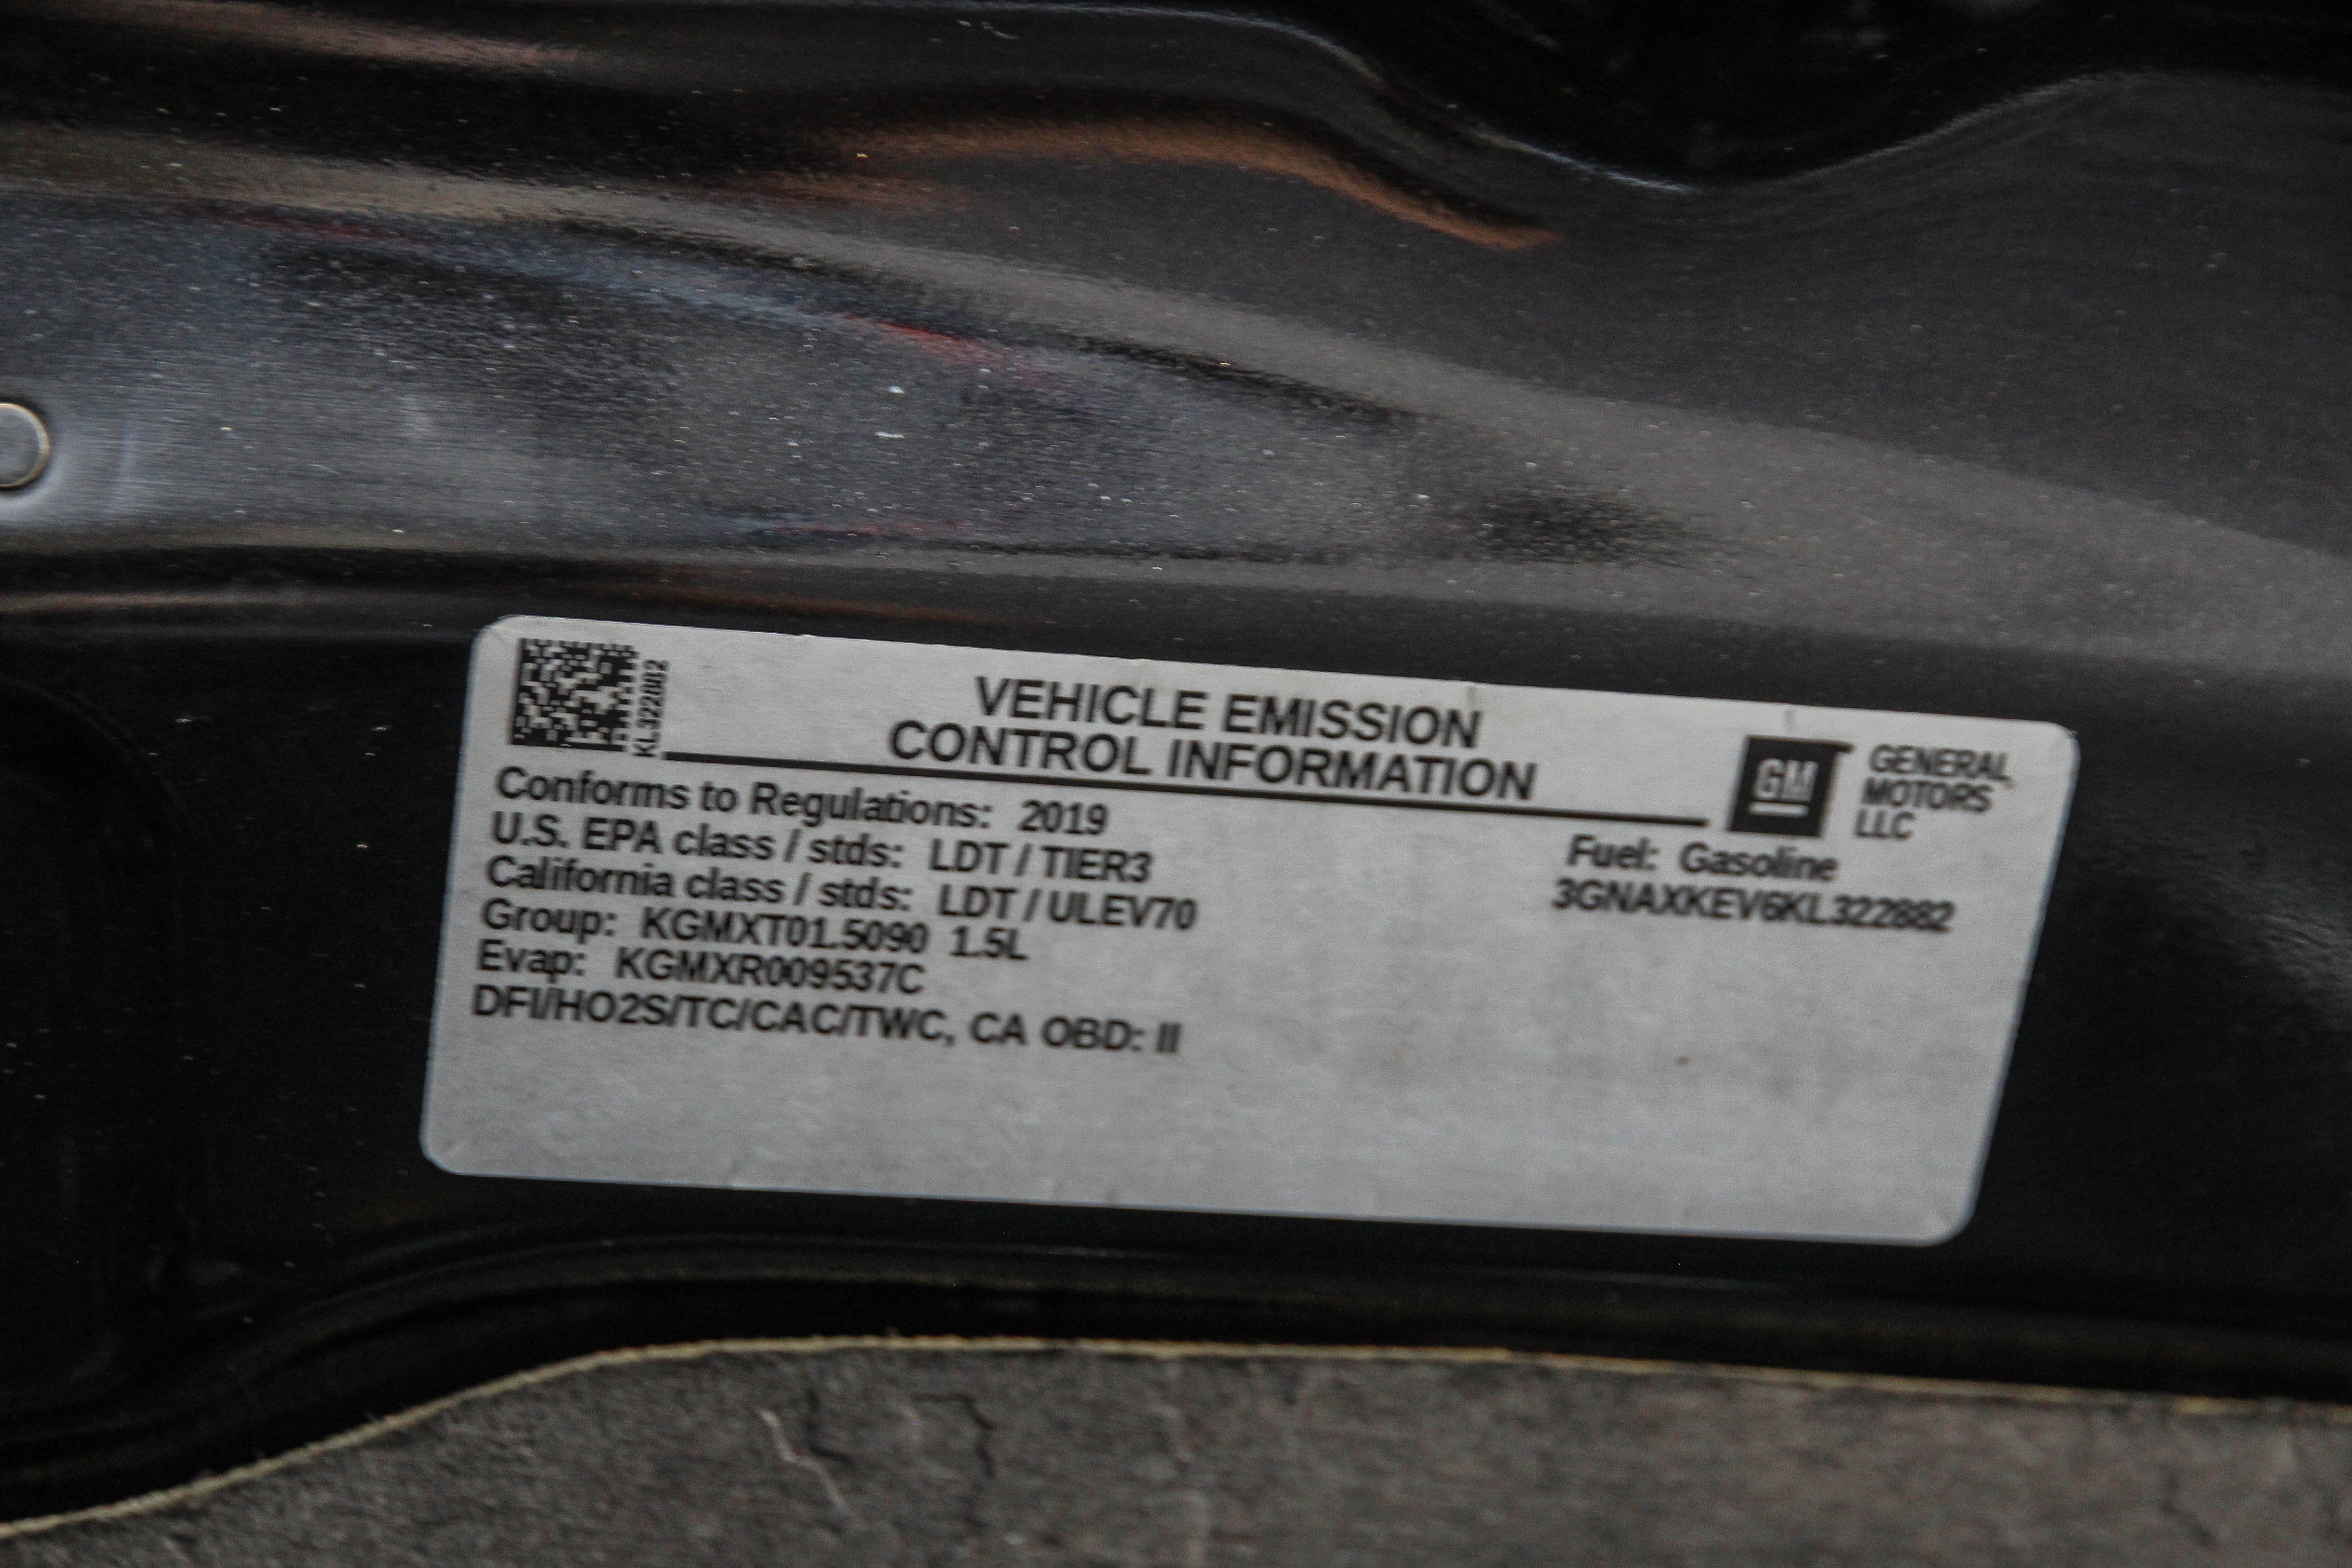 KL322882
VEHICLE EMISSION
CONTROL INFORMATION
GM
GENERAL
MOTORS
LLC
Conforms to Regulations: 2019
U.S. EPA class / stds: LDT / TIER3
California class / stds: LDT / ULEV70
Group: KGMXT01.5090 1.5L
Evap: KGMXR009537C
DFI/HO2S/TC/CAC/TWC, CA OBD: II
Fuel: Gasoline
3GNAXKEV6KL322882